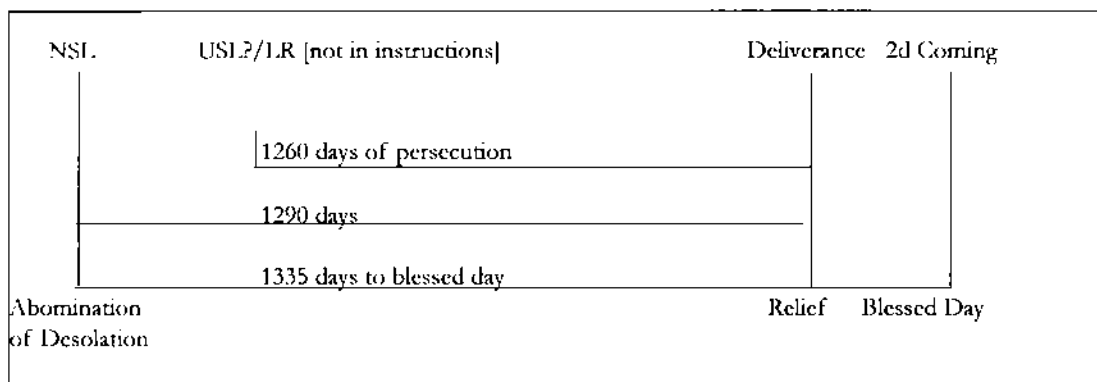 NSL USL?/LR [not in instructions] Deliverance 2d Coming
1260 days of persecution
1290 days
1335 days to blessed day
Abomination Relief Blessed Day
of Desolation